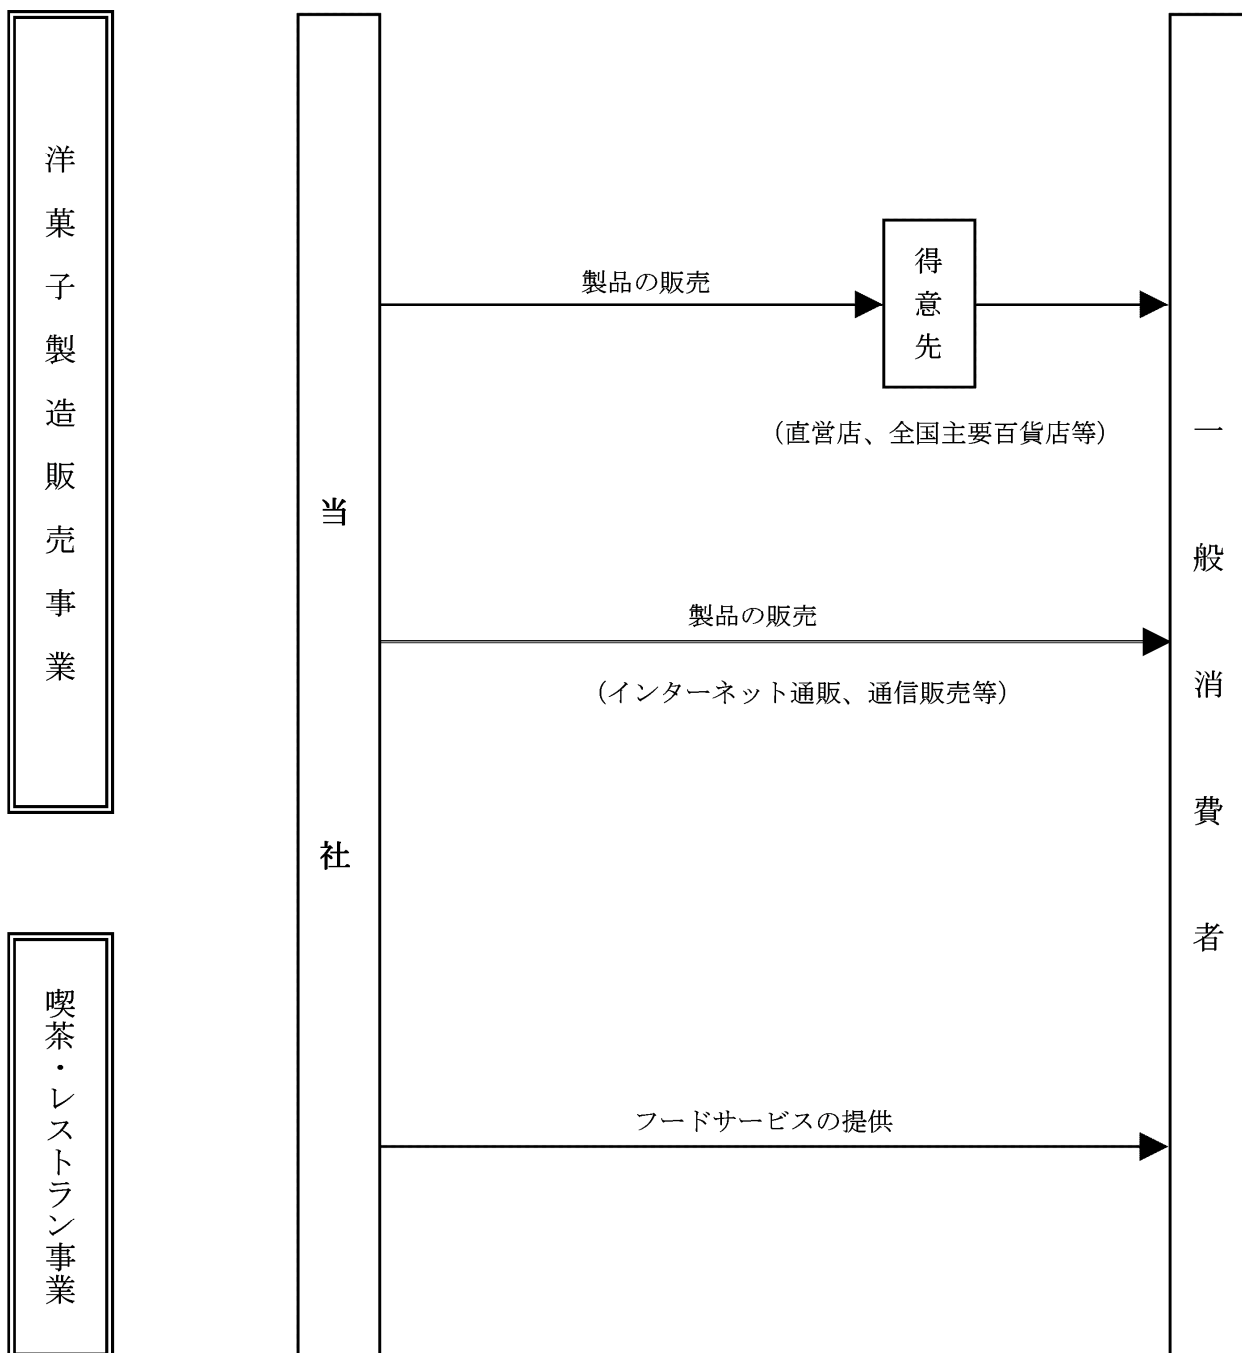 洋菓子製造販売事業
喫茶・レストラン事業
当社
製品の販売
得意先
（直営店、全国主要百貨店等）
製品の販売
（インターネット通販、通信販売等）
フードサービスの提供
一般消費者